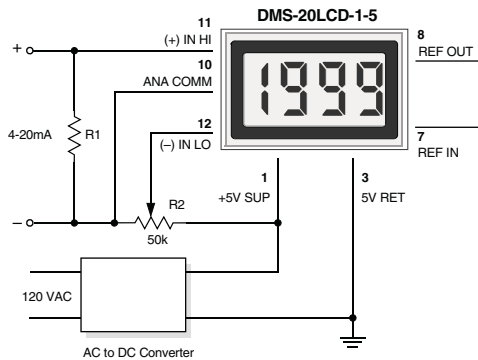 DMS-20LCD-1-5
11
(+) IN HI
8
REF OUT
+
10
ANA COMM
1999
4-20mA
R1
12
(–) IN LO
7
REF IN
1
+5V SUP
3
5V RET
–
R2
50k
120 VAC
AC to DC Converter